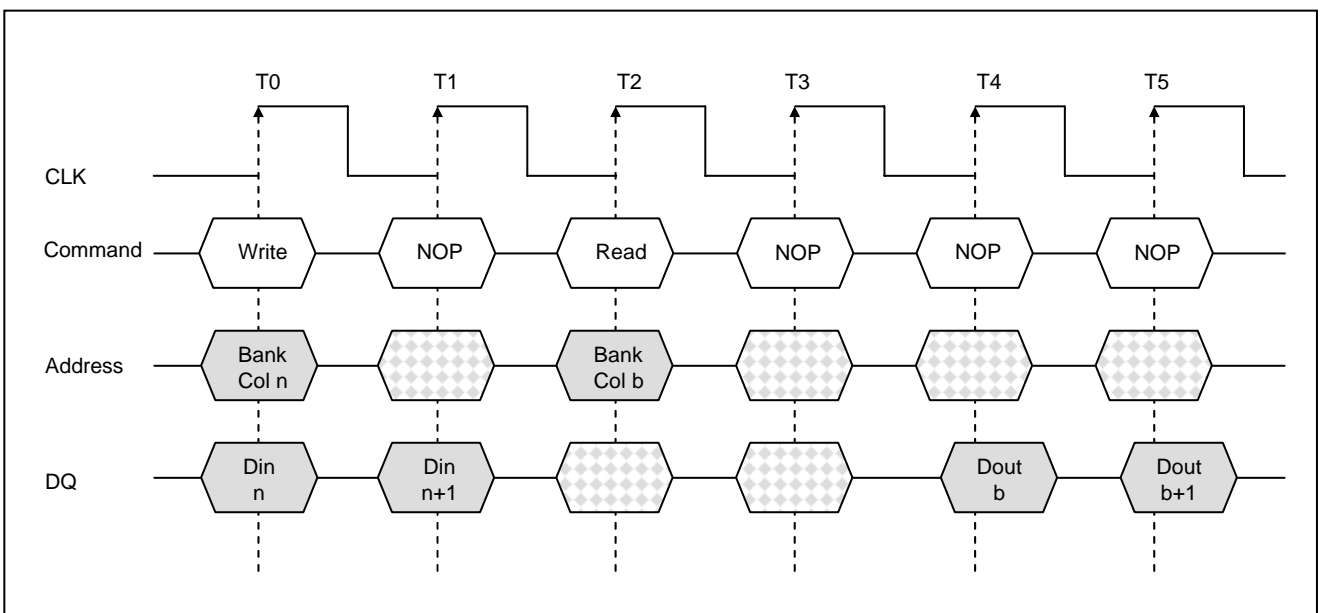 T0 T1 T2 T3 T4 T5
CLK
Command Write NOP Read NOP NOP NOP
Address Bank Col n Bank Col b
DQ Din n Din n+1 Dout b Dout b+1